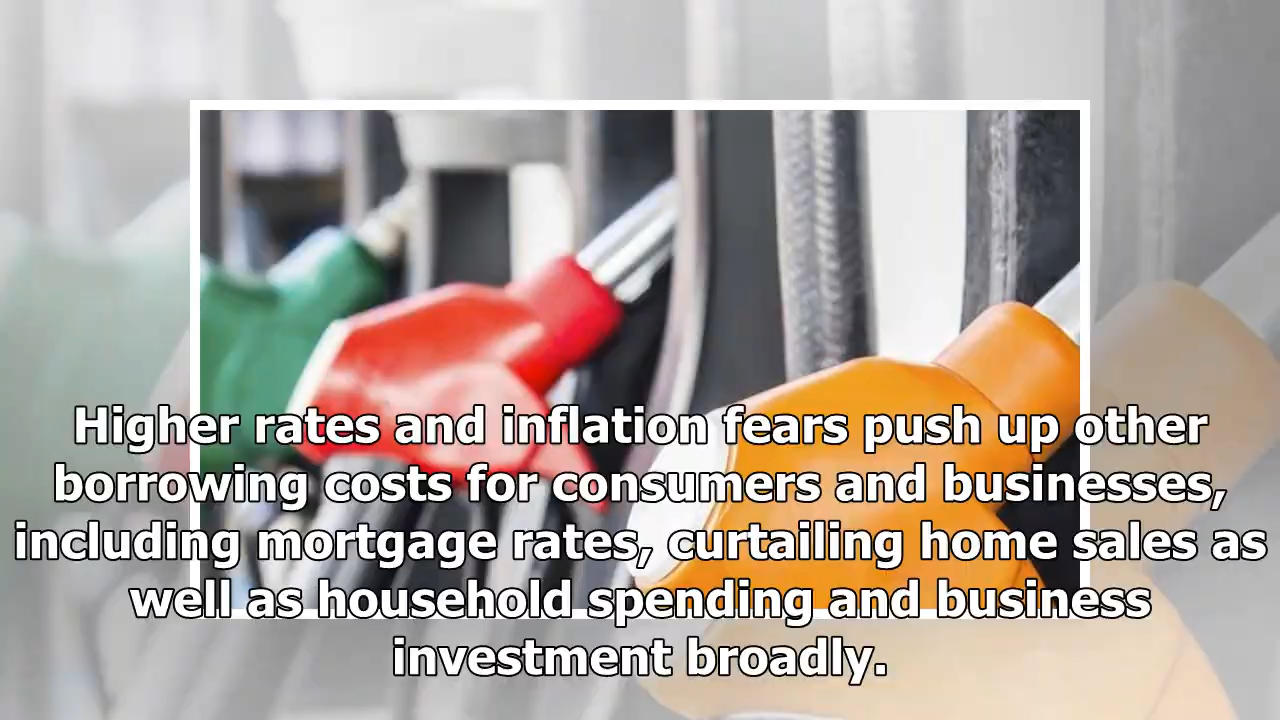 Higher rates and inflation fears push up other
borrowing costs for consumers and businesses,
including mortgage rates, curtailing home sales as
well as household spending and business
investment broadly.